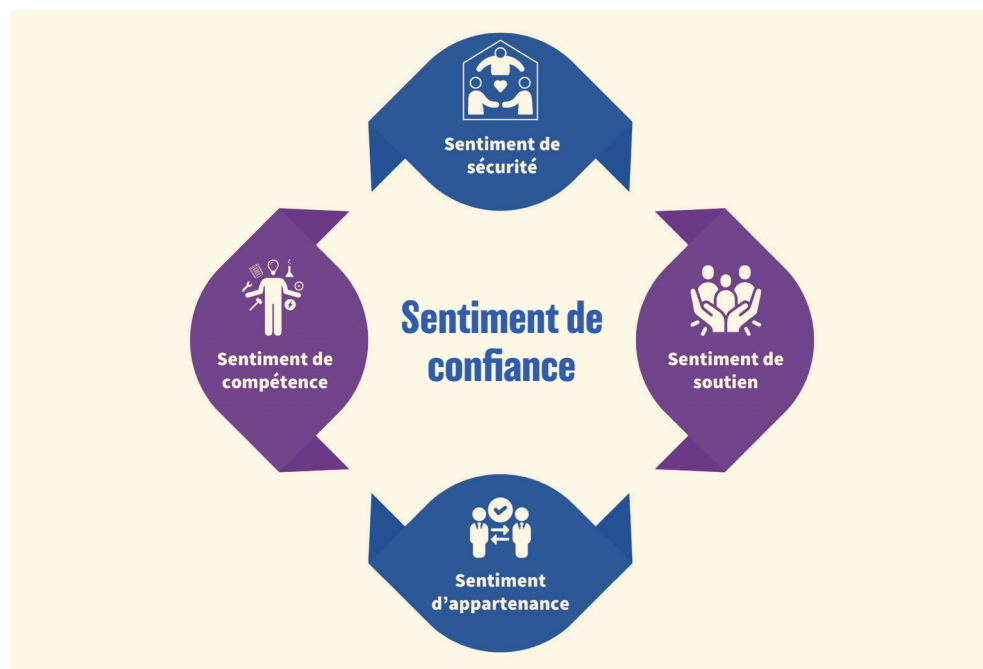 Sentiment de
sécurité
Sentiment de
compétence
Sentiment de
confiance
Sentiment de
soutien
Sentiment
d’appartenance